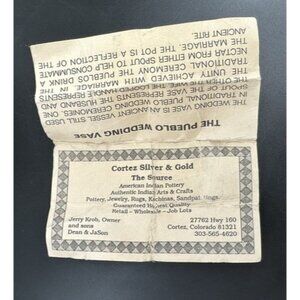 THE PUEBLO WEDDING VASE
THE WEDDING VASE IS AN ANCIENT VESSEL STILL USED
IN TRADITIONAL PUEBLO WEDDING CEREMONIES. ONE
SPOUT OF THE VASE REPRESENTS THE HUSBAND AND
THE OTHER THE WIFE. THE LOOPED HANDLE REPRESENTS
THE UNITY ACHIEVED WITH THE MARRIAGE. IN THE
TRADITIONAL CEREMONY THE PUEBLOS DRINK A
NECTAR FROM EITHER SPOUT TO HELP CONSUMMATE
THE MARRIAGE. THE POT IS A REFLECTION OF THE
ANCIENT RITE.
Cortez Silver & Gold
The Source
American Indian Pottery
Authentic Indian Arts & Crafts
Pottery, Jewelry, Rugs, Kachinas, Sandpaintings
Guaranteed Highest Quality
Retail - Wholesale - Job Lots
Jerry Krob, Owner
and sons
Dean & JaSon
27762 Hwy 160
Cortez, Colorado 81321
303-565-4620